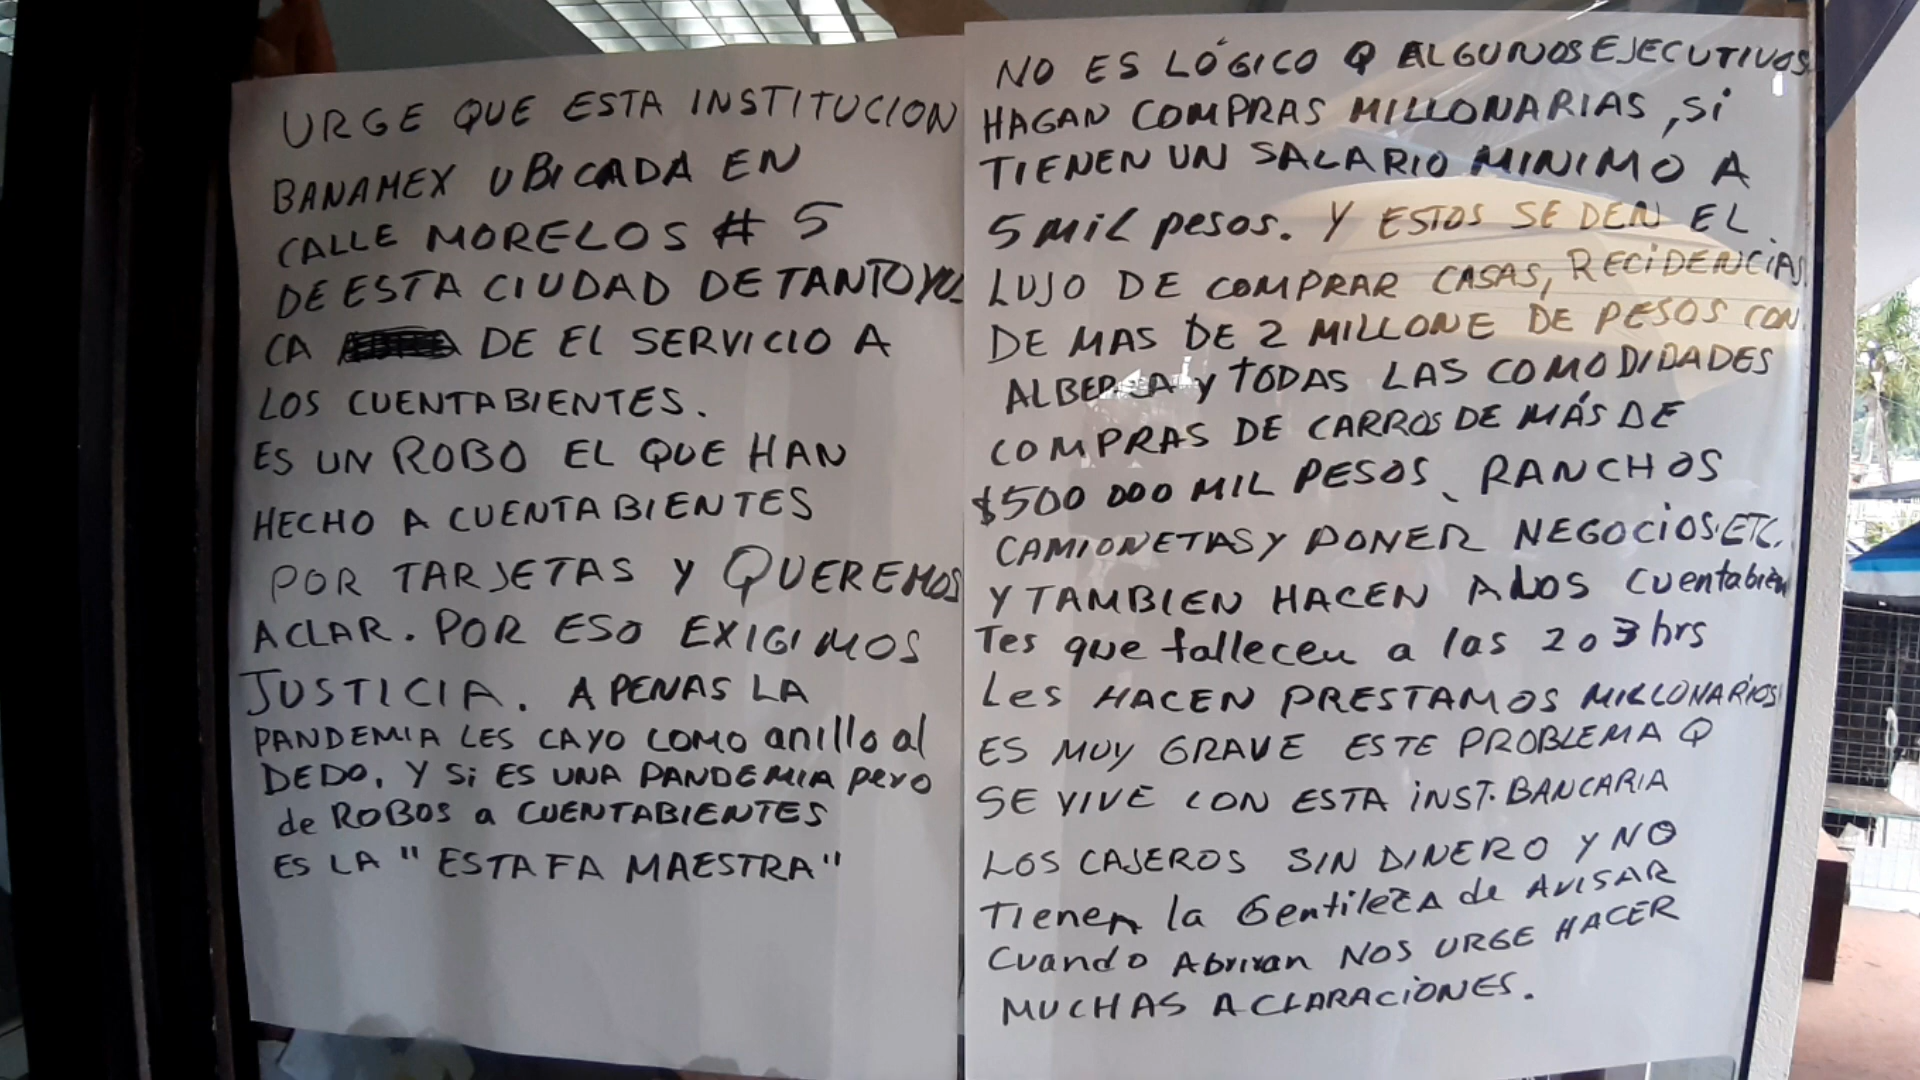 URGE QUE ESTA INSTITUCION
BANAMEX UBICADA EN
CALLE MORELOS # 5
DE ESTA CIUDAD DE TANTOYU
CA DE El SERVICIO A
LOS CUENTABIENTES.
ES UN ROBO EL QUE HAN
HECHO A CUENTABIENTES
POR TARJETAS Y QUEREMOS
ACLAR. POR ESO EXIGIMOS
JUSTICIA. APENAS LA
PANDEMIA LES CAYO COMO anillo al
DEDO. Y Si ES UNA PANDEMIA pero
de ROBOS a CUENTABIENTES
ES LA "ESTAFA MAESTRA"
NO ES LÓGICO Q ALGUNOS EJECUTIVOS
HAGAN COMPRAS MILLONARIAS, Si
TIENEN UN SALARIO MINIMO A
5 MiL pesos. Y ESTOS SE DEN EL
LUJO DE COMPRAR CASAS, RECIDENCIAS
DE MAS DE 2 MILLONE DE PESOS CON
ALBERJA y TODAS LAS COMODIDADES
COMPRAS DE CARROS DE MÁS DE
$500 000 MIL PESOS, RANCHOS
CAMIONETAS Y PONER NEGOCIOS. ETC.
Y TAMBIEN HACEN A LOS Cuentabien
Tes que fallecen a las 2 o 3 hrs
Les HACEN PRESTAMOS MILLONARIOS
ES MUY GRAVE ESTE PROBLEMA Q
SE VIVE CON ESTA INST. BANCARIA
LOS CAJEROS SIN DINERO Y NO
Tienen la GentileZA de AVISAR
Cuando Abriran NOS URGE HACER
MUCHAS ACLARACIONES.